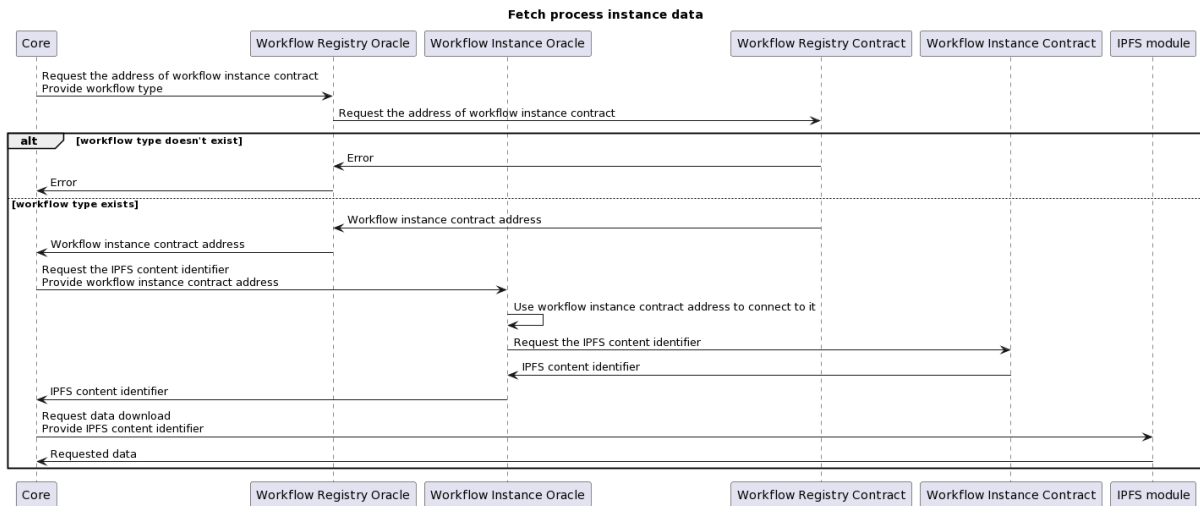 Fetch process instance data
Core
Workflow Registry Oracle
Workflow Instance Oracle
Workflow Registry Contract
Workflow Instance Contract
IPFS module
Request the address of workflow instance contract
Provide workflow type
Request the address of workflow instance contract
alt
[workflow type doesn't exist]
Error
Error
[workflow type exists]
Workflow instance contract address
Workflow instance contract address
Request the IPFS content identifier
Provide workflow instance contract address
Use workflow instance contract address to connect to it
Request the IPFS content identifier
IPFS content identifier
IPFS content identifier
Request data download
Provide IPFS content identifier
Requested data
Core
Workflow Registry Oracle
Workflow Instance Oracle
Workflow Registry Contract
Workflow Instance Contract
IPFS module